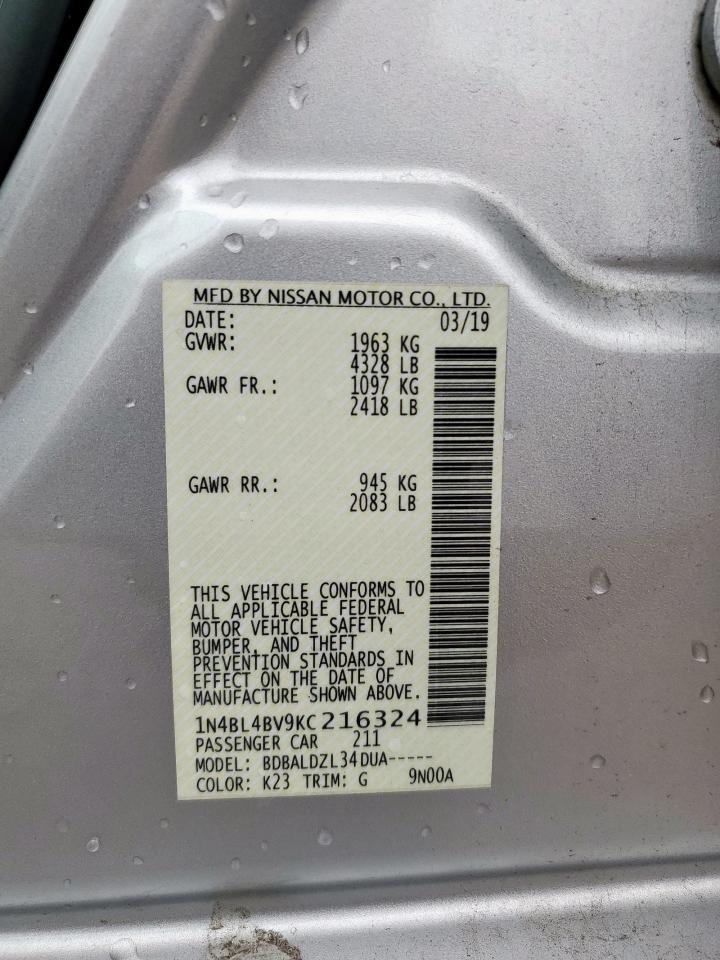 MFD BY NISSAN MOTOR CO., LTD.
DATE: 03/19
GVWR: 1963 KG
4328 LB
GAWR FR.: 1097 KG
2418 LB
GAWR RR.: 945 KG
2083 LB
THIS VEHICLE CONFORMS TO
ALL APPLICABLE FEDERAL
MOTOR VEHICLE SAFETY,
BUMPER, AND THEFT
PREVENTION STANDARDS IN
EFFECT ON THE DATE OF
MANUFACTURE SHOWN ABOVE.
1N4BL4BV9KC216324
PASSENGER CAR 211
MODEL: BDBALDZL34DUA-----
COLOR: K23 TRIM: G 9N00A